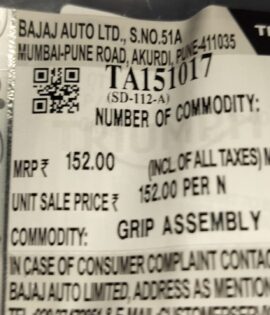 BAJAJ AUTO LTD., S.NO.51A
MUMBAI-PUNE ROAD, AKURDI, PUNE-411035
TA151017
(SD-112-A)
NUMBER OF COMMODITY:
MRP ₹ 152.00 (INCL. OF ALL TAXES) M
UNIT SALE PRICE ₹ 152.00 PER N
COMMODITY: GRIP ASSEMBLY
IN CASE OF CONSUMER COMPLAINT CONTAC
BAJAJ AUTO LIMITED, ADDRESS AS MENTION